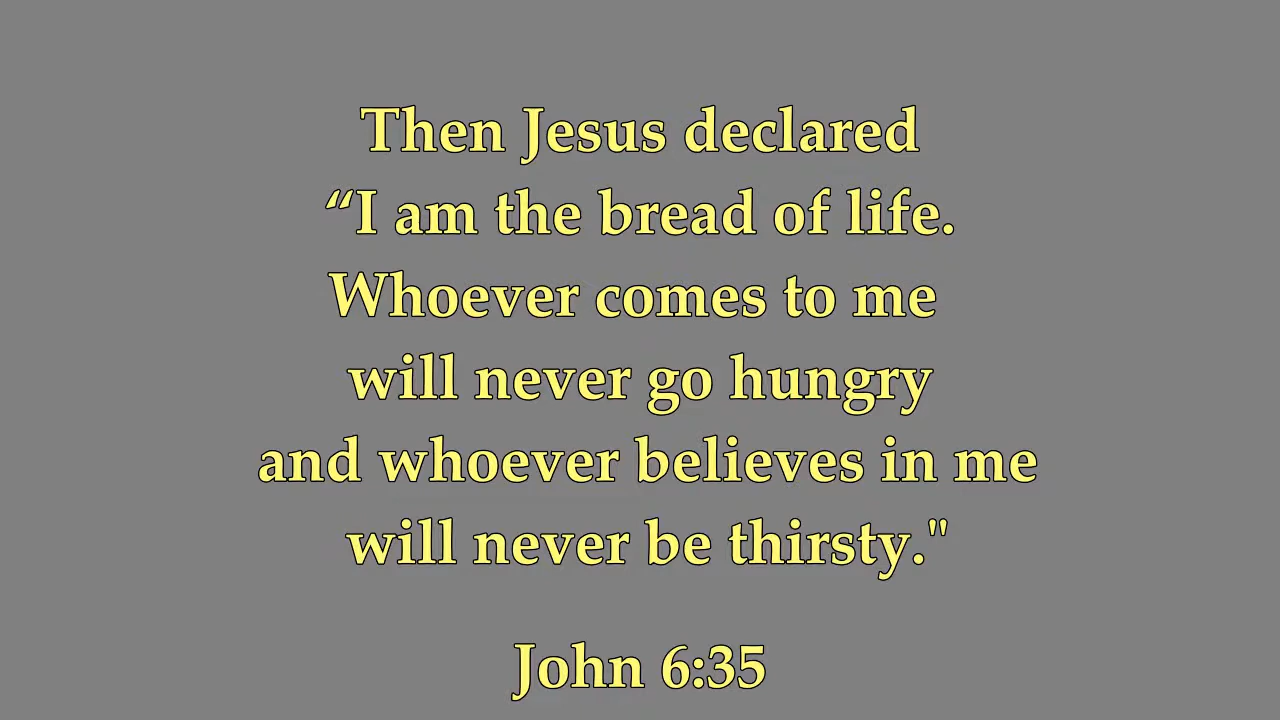 Then Jesus declared
“I am the bread of life.
Whoever comes to me
will never go hungry
and whoever believes in me
will never be thirsty."
John 6:35